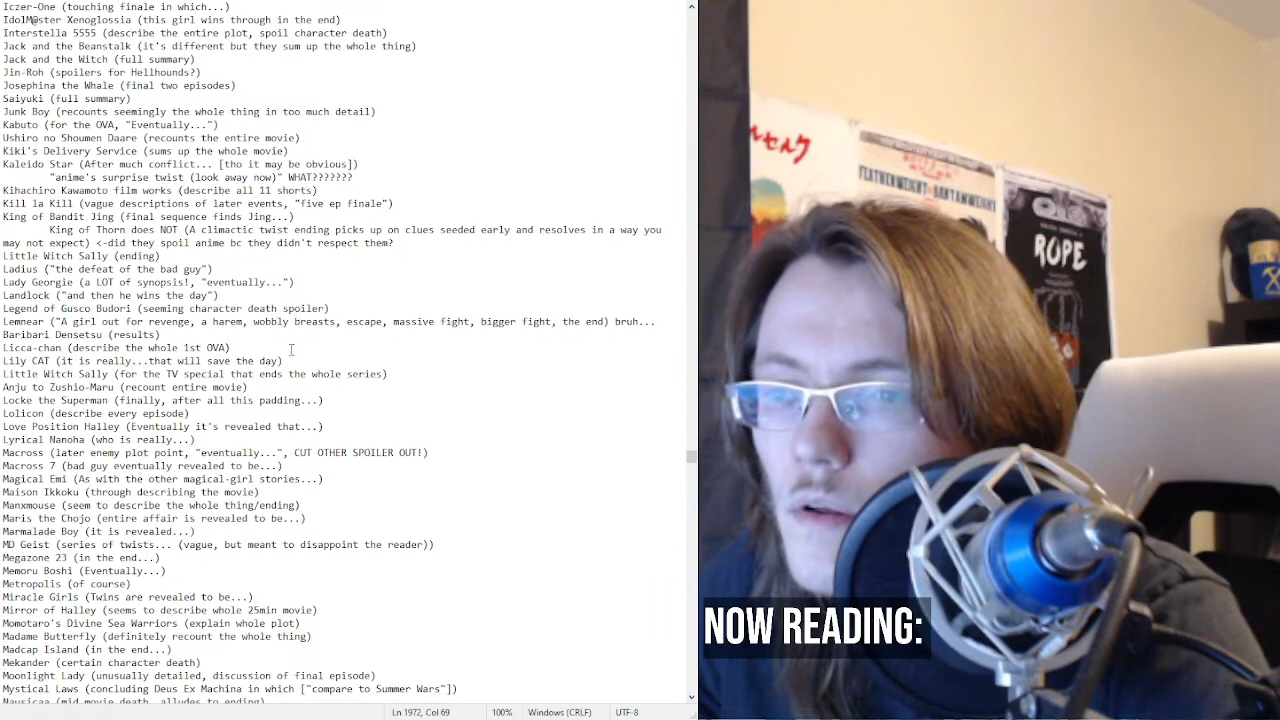 Iczer-One (touching finale in which...)
IdolM@ster Xenoglossia (this girl wins through in the end)
Interstella 5555 (describe the entire plot, spoil character death)
Jack and the Beanstalk (it's different but they sum up the whole thing)
Jack and the Witch (full summary)
Jin-Roh (spoilers for Hellhounds?)
Josephina the Whale (final two episodes)
Saiyuki (full summary)
Junk Boy (recounts seemingly the whole thing in too much detail)
Kabuto (for the OVA, "Eventually...")
Ushiro no Shoumen Daare (recounts the entire movie)
Kiki's Delivery Service (sums up the whole movie)
Kaleido Star (After much conflict... [tho it may be obvious])
"anime's surprise twist (look away now)" WHAT???????
Kihachiro Kawamoto film works (describe all 11 shorts)
Kill la Kill (vague descriptions of later events, "five ep finale")
King of Bandit Jing (final sequence finds Jing...)
King of Thorn does NOT (A climactic twist ending picks up on clues seeded early and resolves in a way you
may not expect) <-did they spoil anime bc they didn't respect them?
Little Witch Sally (ending)
Ladius ("the defeat of the bad guy")
Lady Georgie (a LOT of synopsis!, "eventually...")
Landlock ("and then he wins the day")
Legend of Gusco Budori (seeming character death spoiler)
Lemnear ("A girl out for revenge, a harem, wobbly breasts, escape, massive fight, bigger fight, the end) bruh...
Baribari Densetsu (results)
Licca-chan (describe the whole 1st OVA)
Lily CAT (it is really...that will save the day)
Little Witch Sally (for the TV special that ends the whole series)
Anju to Zushio-Maru (recount entire movie)
Locke the Superman (finally, after all this padding...)
Lolicon (describe every episode)
Love Position Halley (Eventually it's revealed that...)
Lyrical Nanoha (who is really...)
Macross (later enemy plot point, "eventually...", CUT OTHER SPOILER OUT!)
Macross 7 (bad guy eventually revealed to be...)
Magical Emi (As with the other magical-girl stories...)
Maison Ikkoku (through describing the movie)
Manxmouse (seem to describe the whole thing/ending)
Maris the Chojo (entire affair is revealed to be...)
Marmalade Boy (it is revealed...)
MD Geist (series of twists... (vague, but meant to disappoint the reader))
Megazone 23 (in the end...)
Memoru Boshi (Eventually...)
Metropolis (of course)
Miracle Girls (Twins are revealed to be...)
Mirror of Halley (seems to describe whole 25min movie)
Momotaro's Divine Sea Warriors (explain whole plot)
Madame Butterfly (definitely recount the whole thing)
Madcap Island (in the end...)
Mekander (certain character death)
Moonlight Lady (unusually detailed, discussion of final episode)
Mystical Laws (concluding Deus Ex Machina in which ["compare to Summer Wars"])
Nausicaa (mid movie death, alludes to ending)
Ln 1972, Col 69
100%
Windows (CRLF)
UTF-8
ルセルク
FEATHERWEIGHT & BANTAMWEIGHT
ROPE
NOW READING: